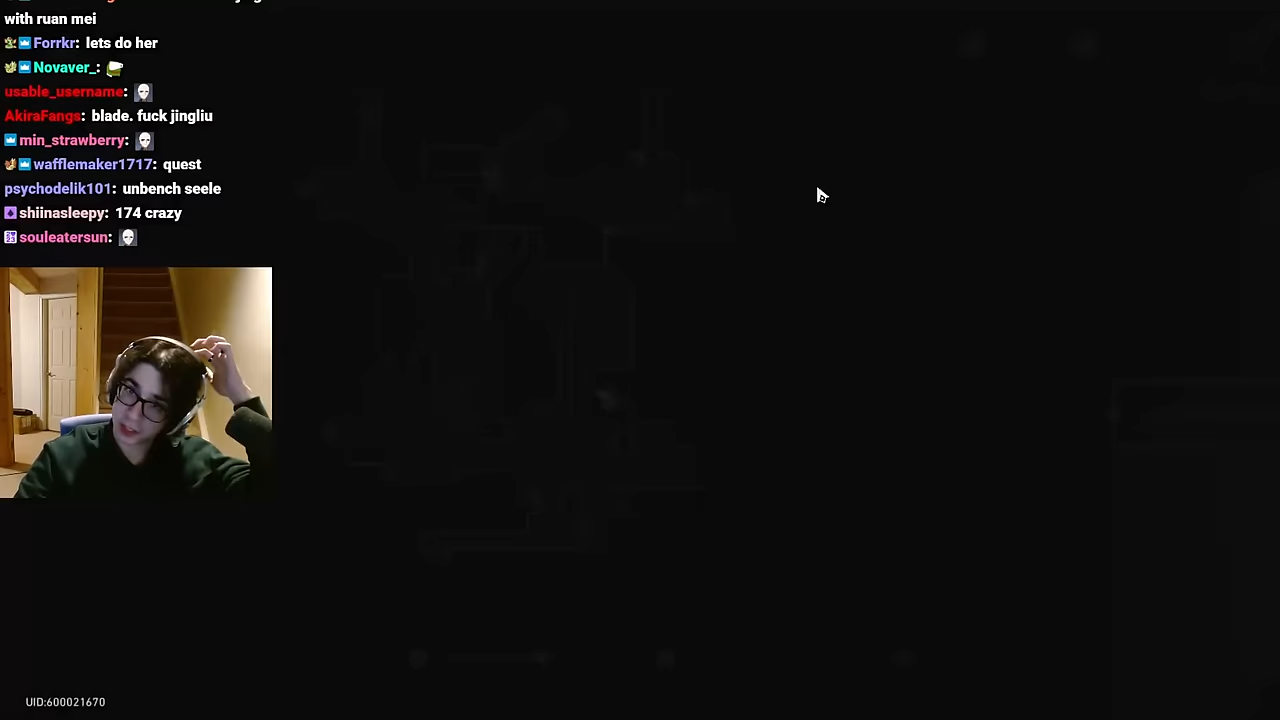 with ruan mei
Forrkr: lets do her
Novaver_:
usable_username:
AkiraFangs: blade. fuck jingliu
min_strawberry:
wafflemaker1717: quest
psychodelik101: unbench seele
shiinasleepy: 174 crazy
souleatersun:
UID:600021670